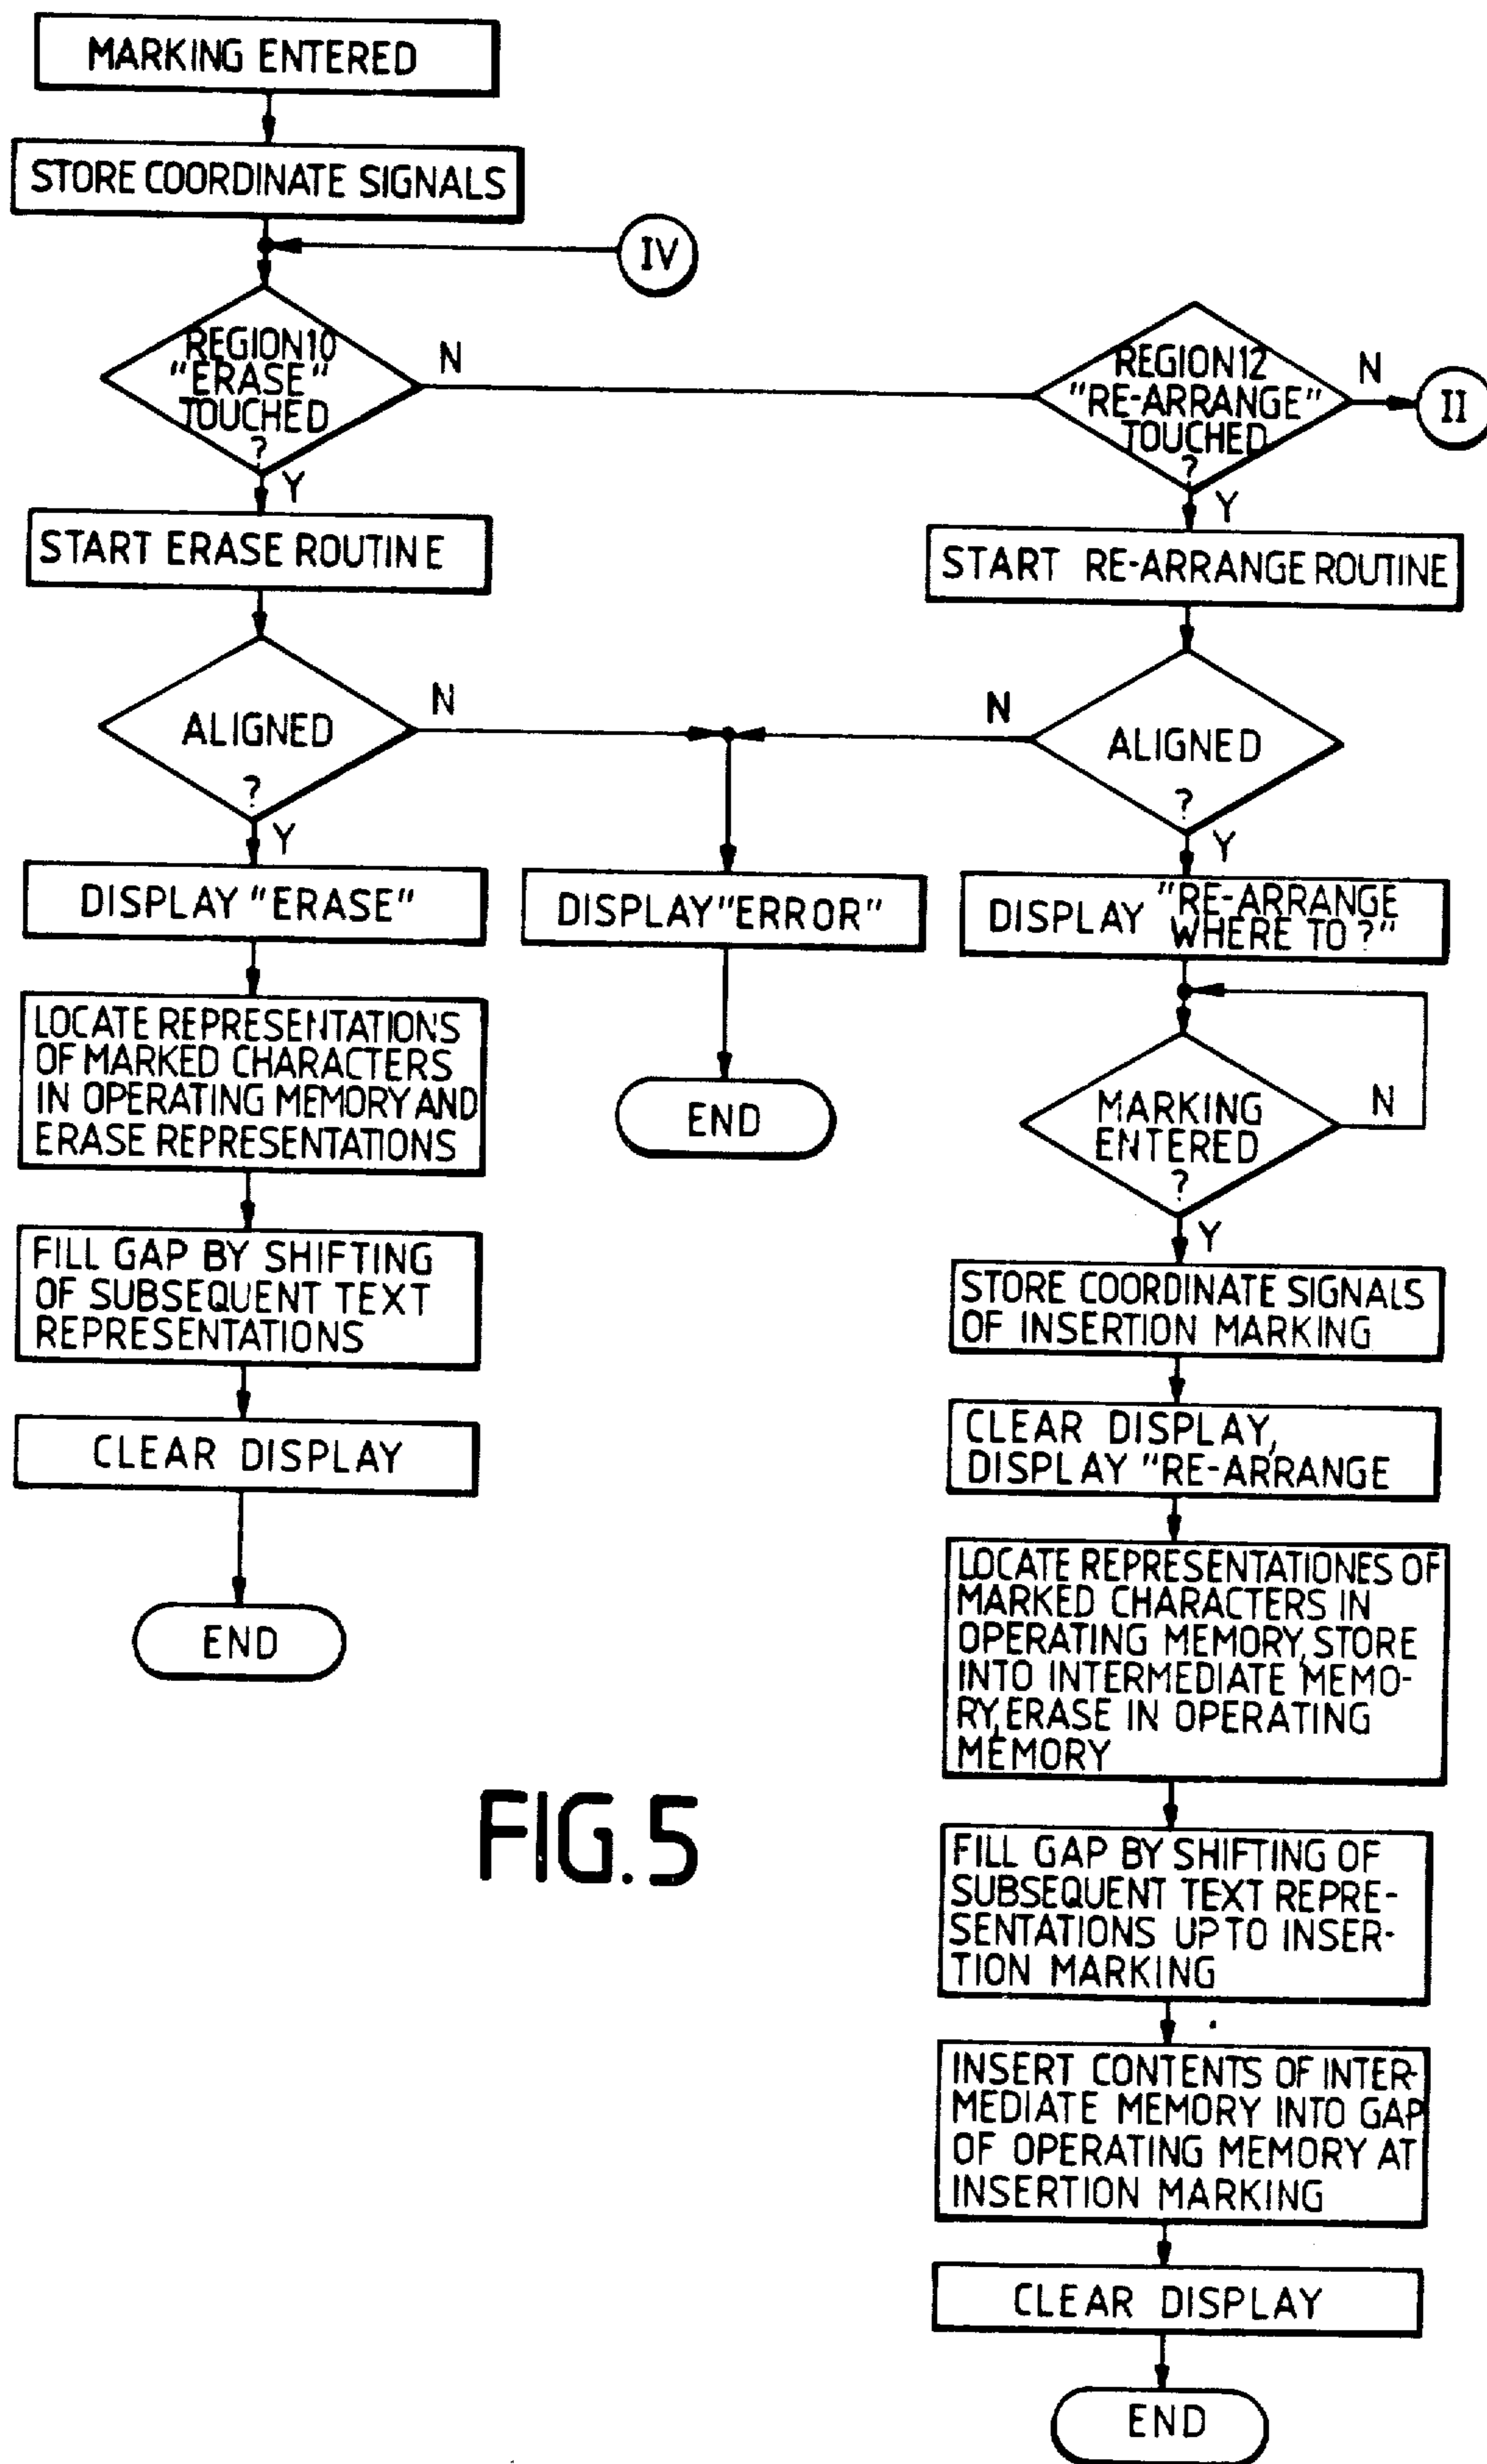 MARKING ENTERED
STORE COORDINATE SIGNALS
IV
REGION 10
"ERASE"
TOUCHED
?
N
Y
START ERASE ROUTINE
ALIGNED
?
N
Y
DISPLAY "ERASE"
LOCATE REPRESENTATIONS
OF MARKED CHARACTERS
IN OPERATING MEMORY AND
ERASE REPRESENTATIONS
FILL GAP BY SHIFTING
OF SUBSEQUENT TEXT
REPRESENTATIONS
CLEAR DISPLAY
END
DISPLAY "ERROR"
END
REGION 12
"RE-ARRANGE"
TOUCHED
?
N
II
Y
START RE-ARRANGE ROUTINE
N
ALIGNED
?
Y
DISPLAY "RE-ARRANGE
WHERE TO ?"
MARKING
ENTERED
?
N
Y
STORE COORDINATE SIGNALS
OF INSERTION MARKING
CLEAR DISPLAY,
DISPLAY "RE-ARRANGE
LOCATE REPRESENTATIONES OF
MARKED CHARACTERS IN
OPERATING MEMORY, STORE
INTO INTERMEDIATE MEMO-
RY, ERASE IN OPERATING
MEMORY
FILL GAP BY SHIFTING OF
SUBSEQUENT TEXT REPRE-
SENTATIONS UP TO INSER-
TION MARKING
INSERT CONTENTS OF INTER-
MEDIATE MEMORY INTO GAP
OF OPERATING MEMORY AT
INSERTION MARKING
CLEAR DISPLAY
END
FIG. 5